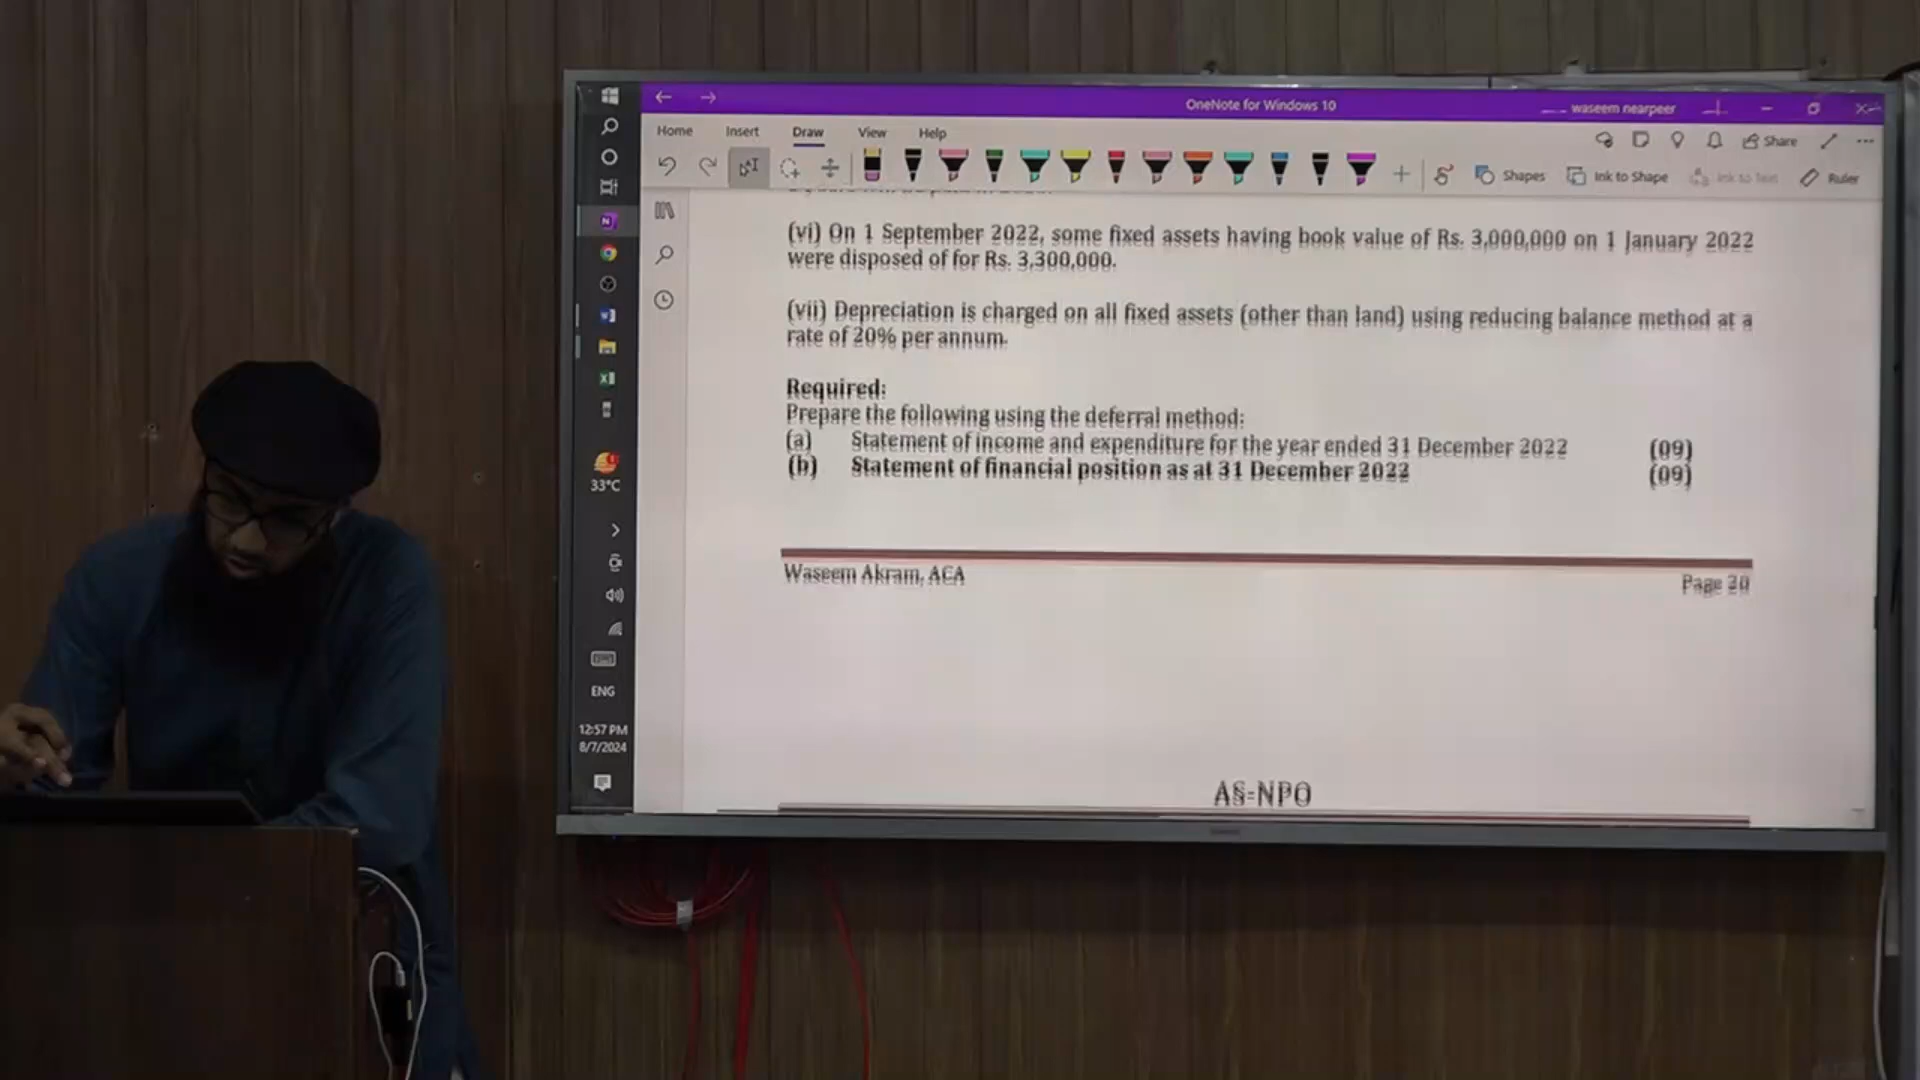 OneNote for Windows 10
waseem nearpeer
Home Insert Draw View Help
Share
Shapes
Ink to Shape
Ink to Text
Ruler
(vi) On 1 September 2022, some fixed assets having book value of Rs. 3,000,000 on 1 January 2022
were disposed of for Rs. 3,300,000.
(vii) Depreciation is charged on all fixed assets (other than land) using reducing balance method at a
rate of 20% per annum.
Required:
Prepare the following using the deferral method:
(a) Statement of income and expenditure for the year ended 31 December 2022 (09)
(b) Statement of financial position as at 31 December 2022 (09)
Waseem Akram, ACA
Page 20
33°C
ENG
12:57 PM
8/7/2024